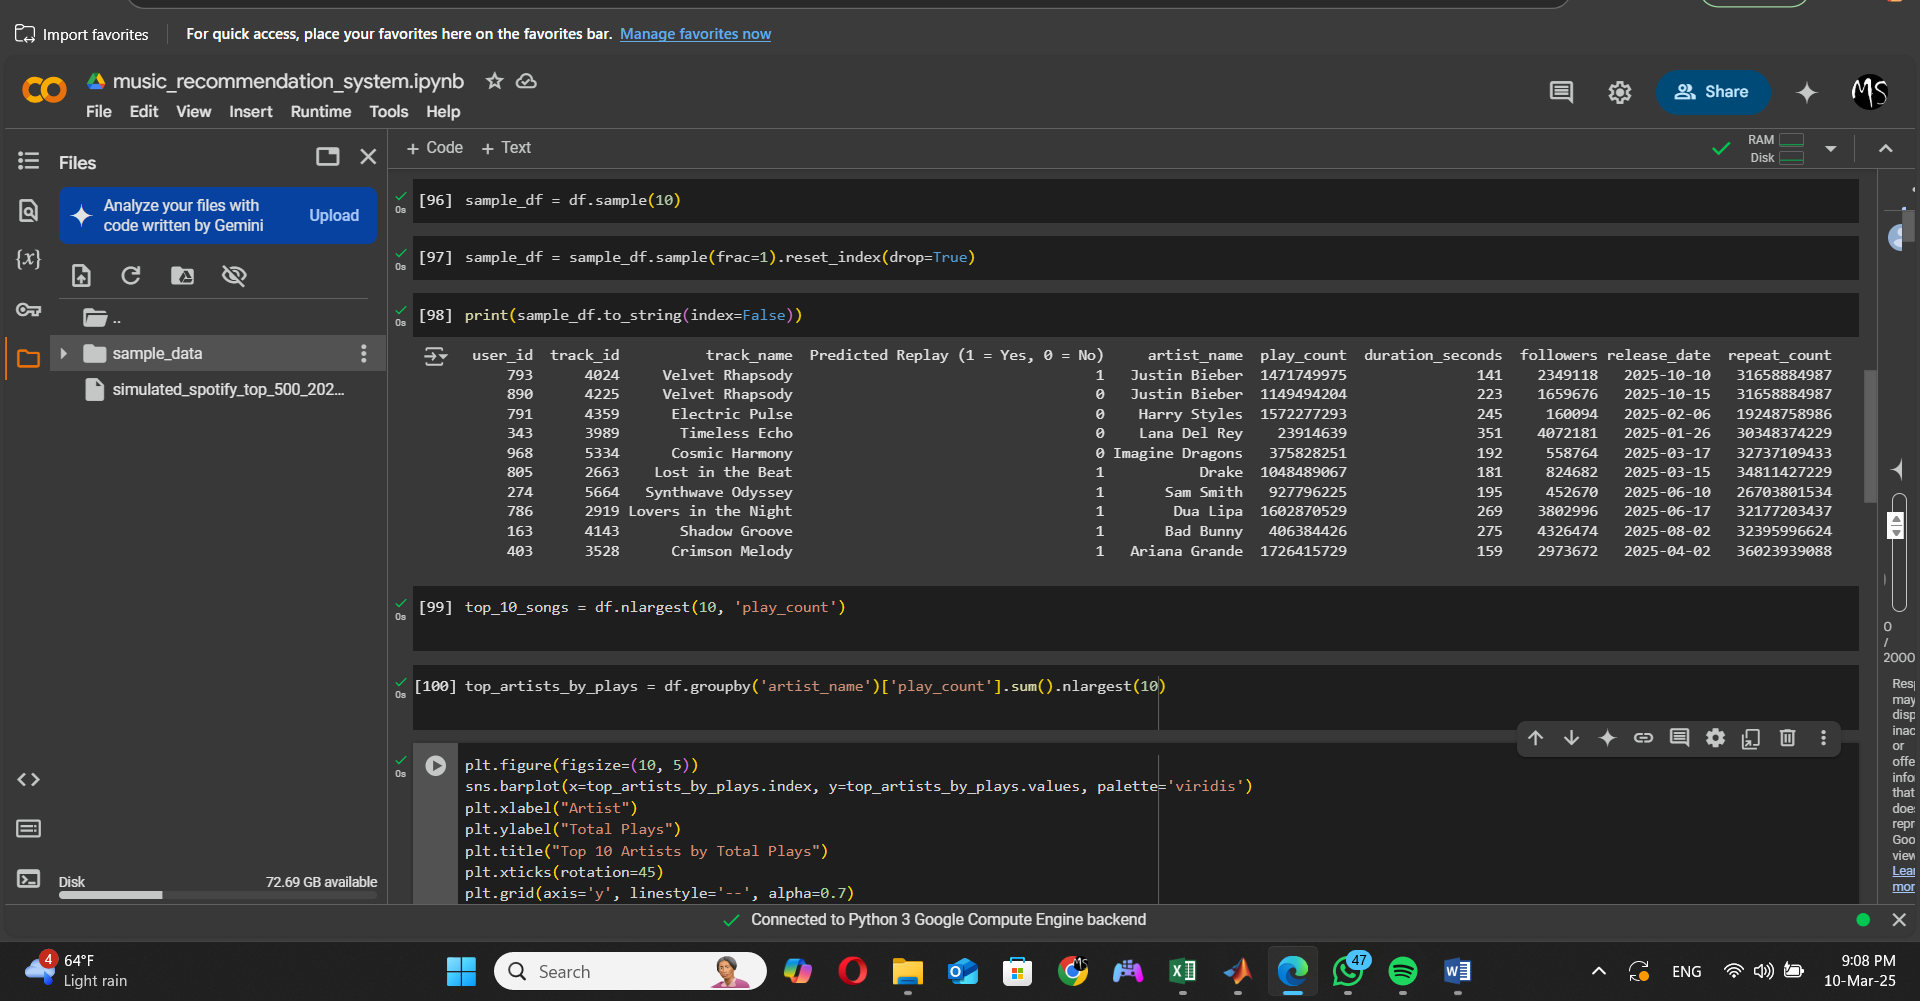 Import favorites
For quick access, place your favorites here on the favorites bar. Manage favorites now
music_recommendation_system.ipynb
File Edit View Insert Runtime Tools Help
Share
MS
Files
+ Code + Text
RAM
Disk
Analyze your files with
code written by Gemini
Upload
{x}
..
sample_data
simulated_spotify_top_500_202...
Disk 72.69 GB available
0s
[96] sample_df = df.sample(10)
0s
[97] sample_df = sample_df.sample(frac=1).reset_index(drop=True)
0s
[98] print(sample_df.to_string(index=False))
user_id track_id track_name Predicted Replay (1 = Yes, 0 = No) artist_name play_count duration_seconds followers release_date repeat_count
793 4024 Velvet Rhapsody 1 Justin Bieber 1471749975 141 2349118 2025-10-10 31658884987
890 4225 Velvet Rhapsody 0 Justin Bieber 1149494204 223 1659676 2025-10-15 31658884987
791 4359 Electric Pulse 0 Harry Styles 1572277293 245 160094 2025-02-06 19248758986
343 3989 Timeless Echo 0 Lana Del Rey 23914639 351 4072181 2025-01-26 30348374229
968 5334 Cosmic Harmony 0 Imagine Dragons 375828251 192 558764 2025-03-17 32737109433
805 2663 Lost in the Beat 1 Drake 1048489067 181 824682 2025-03-15 34811427229
274 5664 Synthwave Odyssey 1 Sam Smith 927796225 195 452670 2025-06-10 26703801534
786 2919 Lovers in the Night 1 Dua Lipa 1602870529 269 3802996 2025-06-17 32177203437
163 4143 Shadow Groove 1 Bad Bunny 406384426 275 4326474 2025-08-02 32395996624
403 3528 Crimson Melody 1 Ariana Grande 1726415729 159 2973672 2025-04-02 36023939088
0s
[99] top_10_songs = df.nlargest(10, 'play_count')
0s
[100] top_artists_by_plays = df.groupby('artist_name')['play_count'].sum().nlargest(10)
0s
plt.figure(figsize=(10, 5))
sns.barplot(x=top_artists_by_plays.index, y=top_artists_by_plays.values, palette='viridis')
plt.xlabel("Artist")
plt.ylabel("Total Plays")
plt.title("Top 10 Artists by Total Plays")
plt.xticks(rotation=45)
plt.grid(axis='y', linestyle='--', alpha=0.7)
0
/
2000
may
or
that
Connected to Python 3 Google Compute Engine backend
4
64°F
Light rain
Search
MS
47
ENG
9:08 PM
10-Mar-25